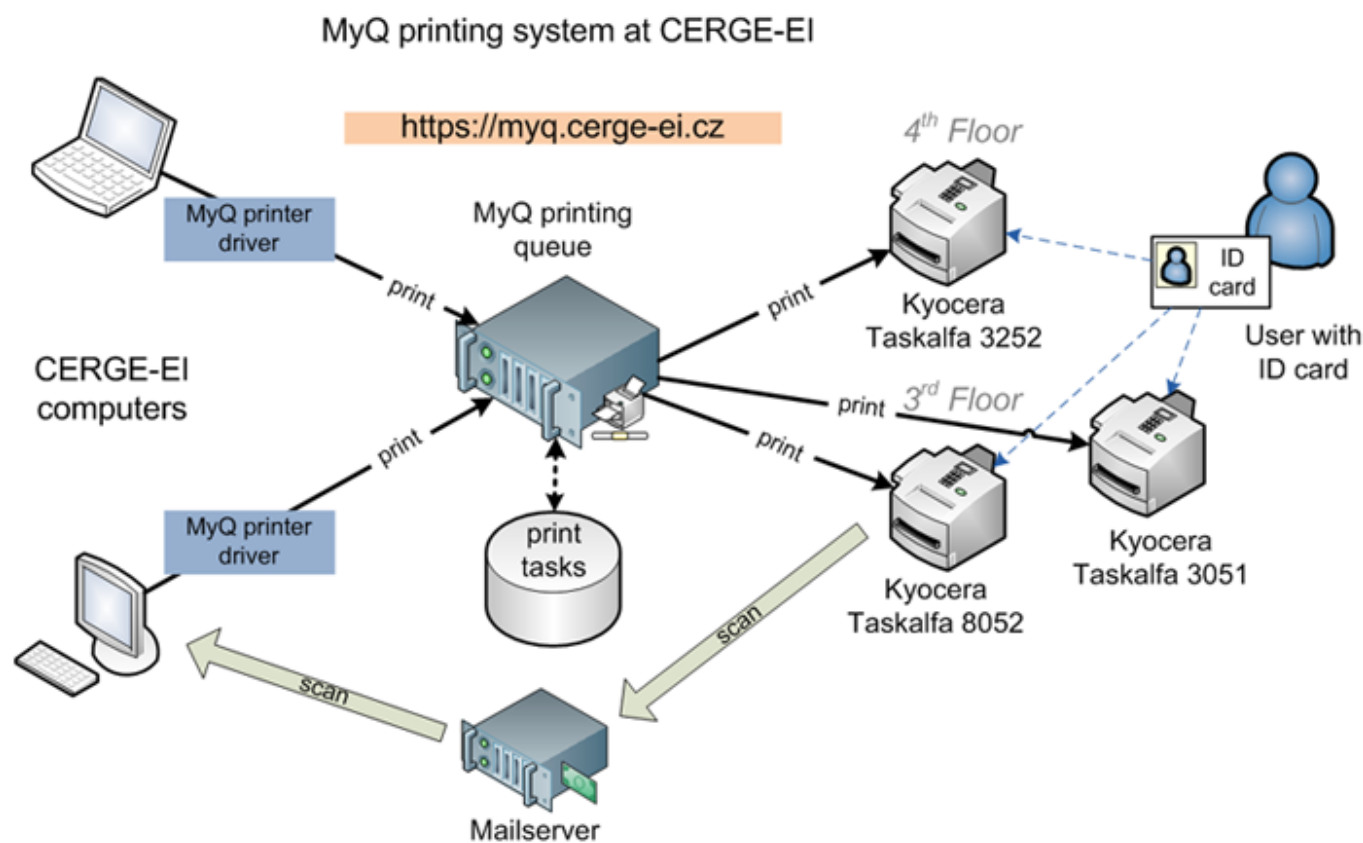 MyQ printing system at CERGE-EI
https://myq.cerge-ei.cz
4th Floor
MyQ printer
driver
MyQ printing
queue
ID
card
print
print
Kyocera
Taskalfa 3252
User with
ID card
CERGE-EI
computers
print
3rd Floor
print
print
MyQ printer
driver
print
tasks
Kyocera
Taskalfa 3051
Kyocera
Taskalfa 8052
scan
scan
Mailserver